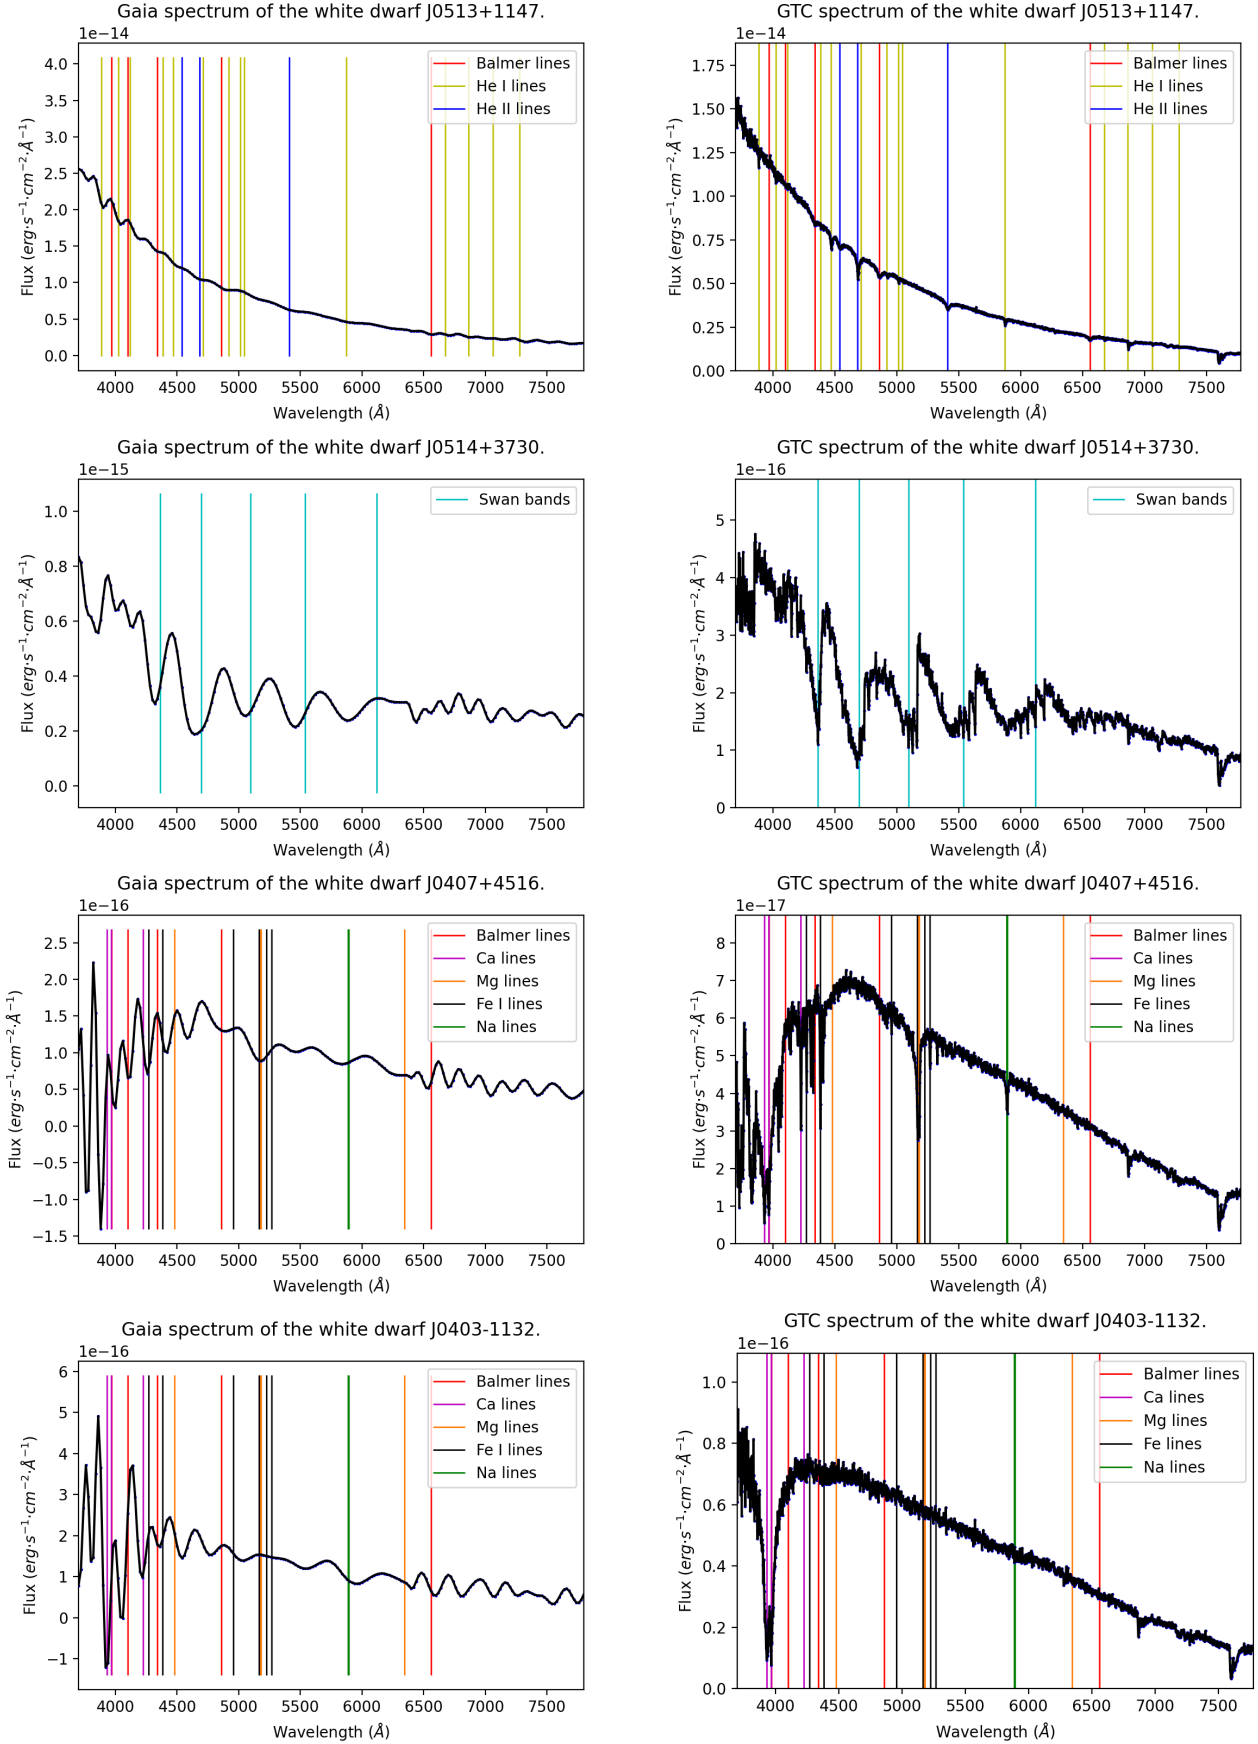 Gaia spectrum of the white dwarf J0513+1147.
1e−14
4.0
3.5
3.0
2.5
2.0
1.5
1.0
0.5
0.0
Flux (erg·s−1·cm−2·Å−1)
Balmer lines
He I lines
He II lines
4000 4500 5000 5500 6000 6500 7000 7500
Wavelength (Å)
GTC spectrum of the white dwarf J0513+1147.
1e−14
1.75
1.50
1.25
1.00
0.75
0.50
0.25
0.00
Flux (erg·s−1·cm−2·Å−1)
Balmer lines
He I lines
He II lines
4000 4500 5000 5500 6000 6500 7000 7500
Wavelength (Å)
Gaia spectrum of the white dwarf J0514+3730.
1e−15
1.0
0.8
0.6
0.4
0.2
0.0
Flux (erg·s−1·cm−2·Å−1)
Swan bands
4000 4500 5000 5500 6000 6500 7000 7500
Wavelength (Å)
GTC spectrum of the white dwarf J0514+3730.
1e−16
5
4
3
2
1
0
Flux (erg·s−1·cm−2·Å−1)
Swan bands
4000 4500 5000 5500 6000 6500 7000 7500
Wavelength (Å)
Gaia spectrum of the white dwarf J0407+4516.
1e−16
2.5
2.0
1.5
1.0
0.5
0.0
−0.5
−1.0
−1.5
Flux (erg·s−1·cm−2·Å−1)
Balmer lines
Ca lines
Mg lines
Fe I lines
Na lines
4000 4500 5000 5500 6000 6500 7000 7500
Wavelength (Å)
GTC spectrum of the white dwarf J0407+4516.
1e−17
8
7
6
5
4
3
2
1
0
Flux (erg·s−1·cm−2·Å−1)
Balmer lines
Ca lines
Mg lines
Fe lines
Na lines
4000 4500 5000 5500 6000 6500 7000 7500
Wavelength (Å)
Gaia spectrum of the white dwarf J0403-1132.
1e−16
6
5
4
3
2
1
0
−1
Flux (erg·s−1·cm−2·Å−1)
Balmer lines
Ca lines
Mg lines
Fe I lines
Na lines
4000 4500 5000 5500 6000 6500 7000 7500
Wavelength (Å)
GTC spectrum of the white dwarf J0403-1132.
1e−16
1.0
0.8
0.6
0.4
0.2
0.0
Flux (erg·s−1·cm−2·Å−1)
Balmer lines
Ca lines
Mg lines
Fe lines
Na lines
4000 4500 5000 5500 6000 6500 7000 7500
Wavelength (Å)